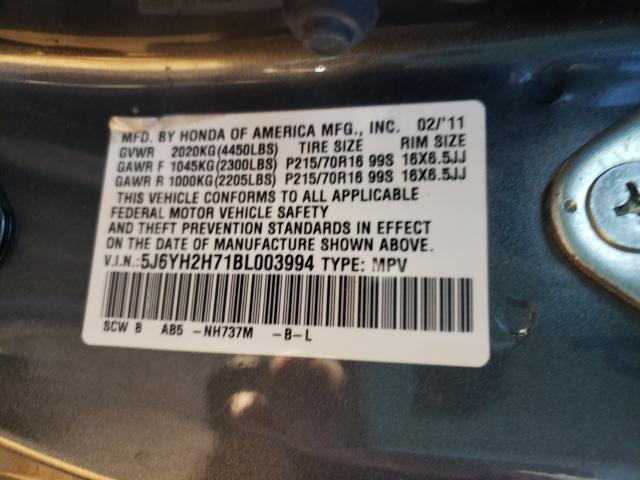 MFD. BY HONDA OF AMERICA MFG., INC. 02/'11
GVWR 2020KG(4450LBS) TIRE SIZE RIM SIZE
GAWR F 1045KG(2300LBS) P215/70R16 99S 16X6.5JJ
GAWR R 1000KG(2205LBS) P215/70R16 99S 16X6.5JJ
THIS VEHICLE CONFORMS TO ALL APPLICABLE
FEDERAL MOTOR VEHICLE SAFETY
AND THEFT PREVENTION STANDARDS IN EFFECT
ON THE DATE OF MANUFACTURE SHOWN ABOVE.
V.I.N.:5J6YH2H71BL003994 TYPE: MPV
SCW B AB5 -NH737M -B-L